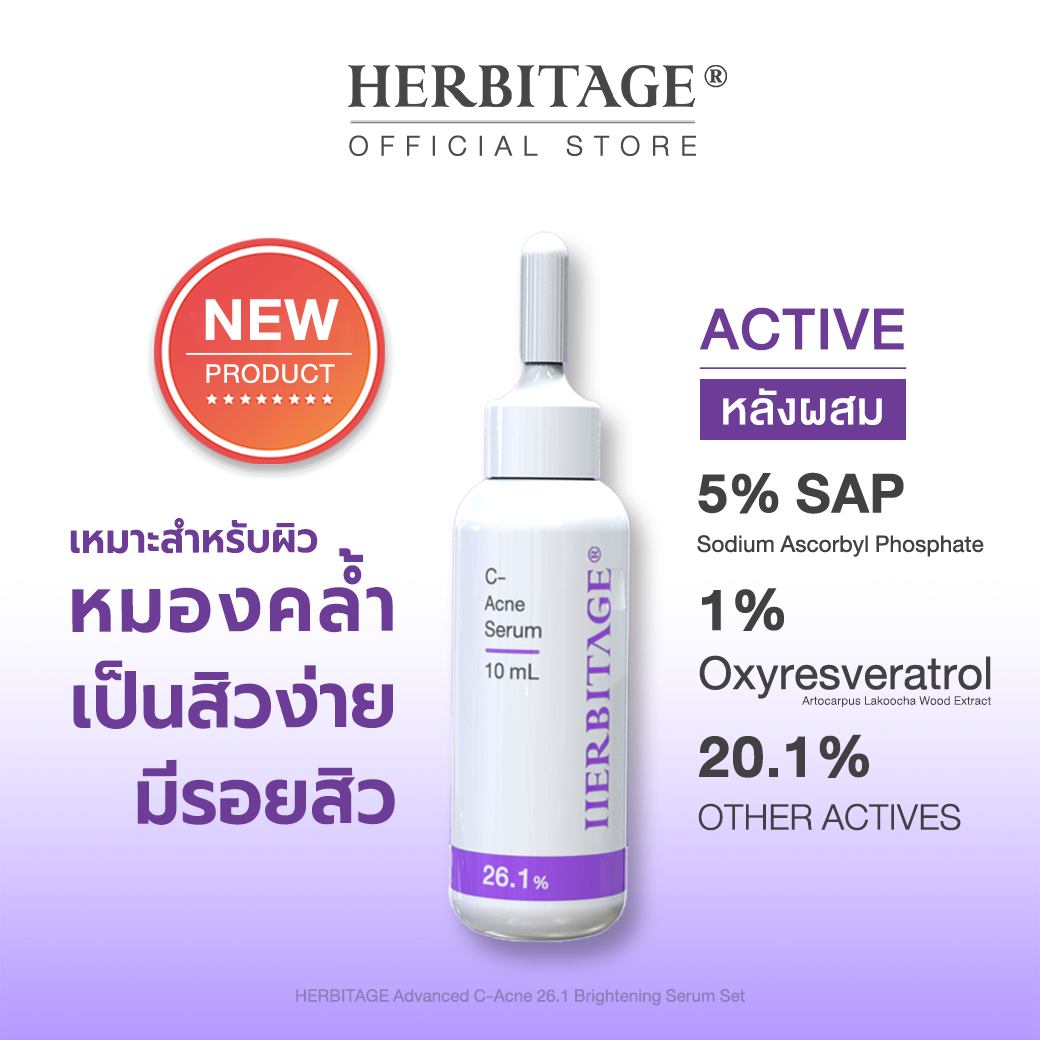 HERBITAGE®
OFFICIAL STORE
NEW
PRODUCT
เหมาะสำหรับผิว
หมองคล้ำ
เป็นสิวง่าย
มีรอยสิว
C-
Acne
Serum
10 mL
HERBITAGE®
26.1%
ACTIVE
หลังผสม
5% SAP
Sodium Ascorbyl Phosphate
1%
Oxyresveratrol
Artocarpus Lakoocha Wood Extract
20.1%
OTHER ACTIVES
HERBITAGE Advanced C-Acne 26.1 Brightening Serum Set